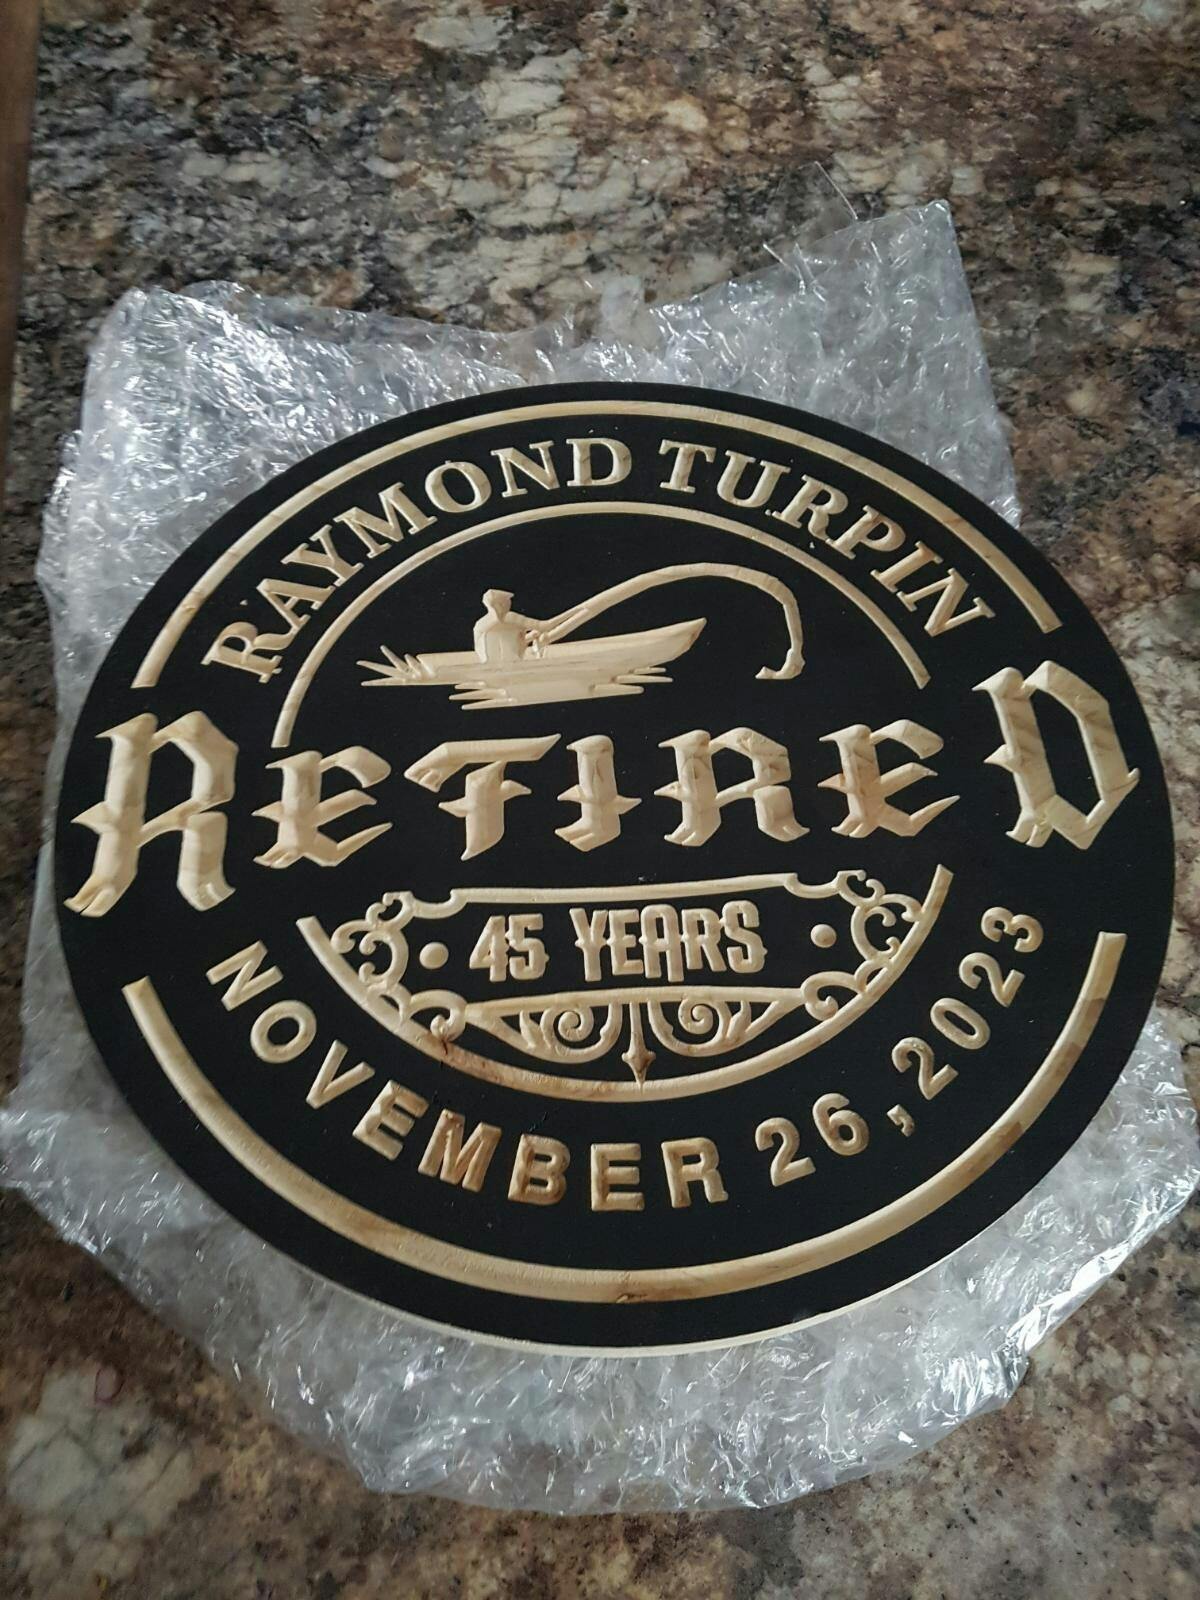 RAYMOND TURPIN
RETIRED
45 YEARS
NOVEMBER 26, 2023